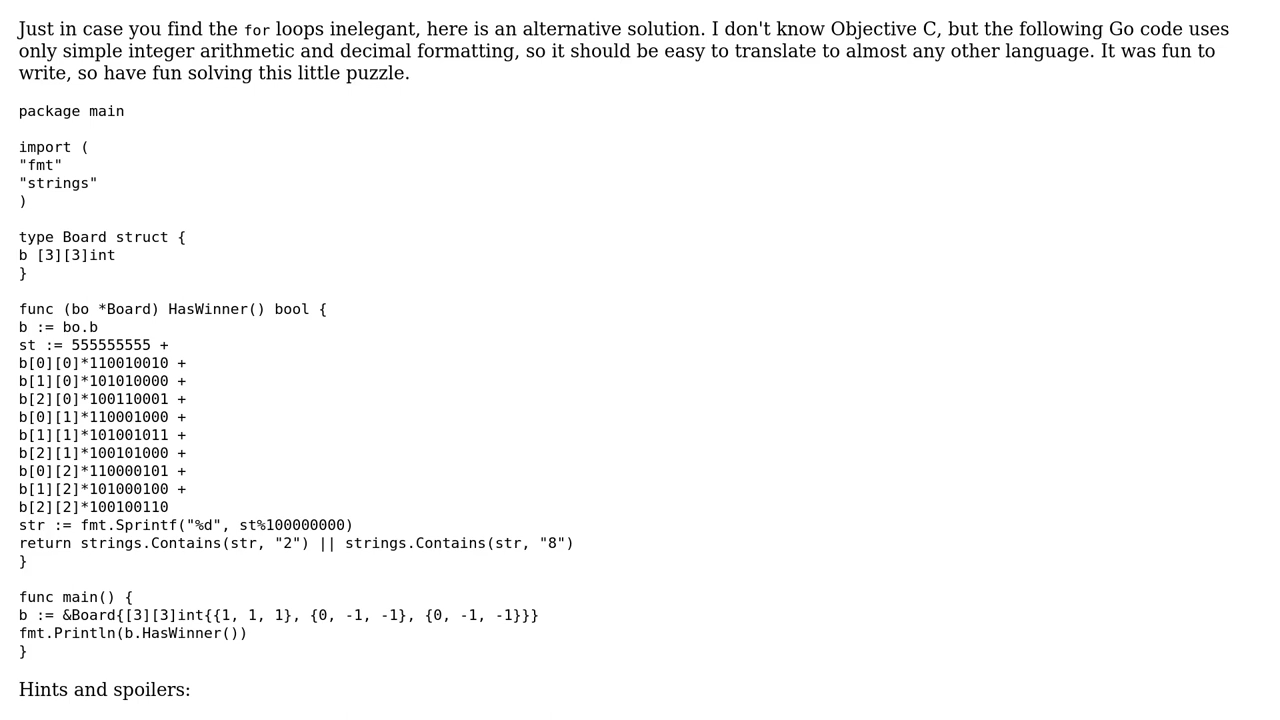 Just in case you find the for loops inelegant, here is an alternative solution. I don't know Objective C, but the following Go code uses
only simple integer arithmetic and decimal formatting, so it should be easy to translate to almost any other language. It was fun to
write, so have fun solving this little puzzle.
package main
import (
"fmt"
"strings"
)
type Board struct {
b [3][3]int
}
func (bo *Board) HasWinner() bool {
b := bo.b
st := 555555555 +
b[0][0]*110010010 +
b[1][0]*101010000 +
b[2][0]*100110001 +
b[0][1]*110001000 +
b[1][1]*101001011 +
b[2][1]*100101000 +
b[0][2]*110000101 +
b[1][2]*101000100 +
b[2][2]*100100110
str := fmt.Sprintf("%d", st%100000000)
return strings.Contains(str, "2") || strings.Contains(str, "8")
}
func main() {
b := &Board{[3][3]int{{1, 1, 1}, {0, -1, -1}, {0, -1, -1}}}
fmt.Println(b.HasWinner())
}
Hints and spoilers: